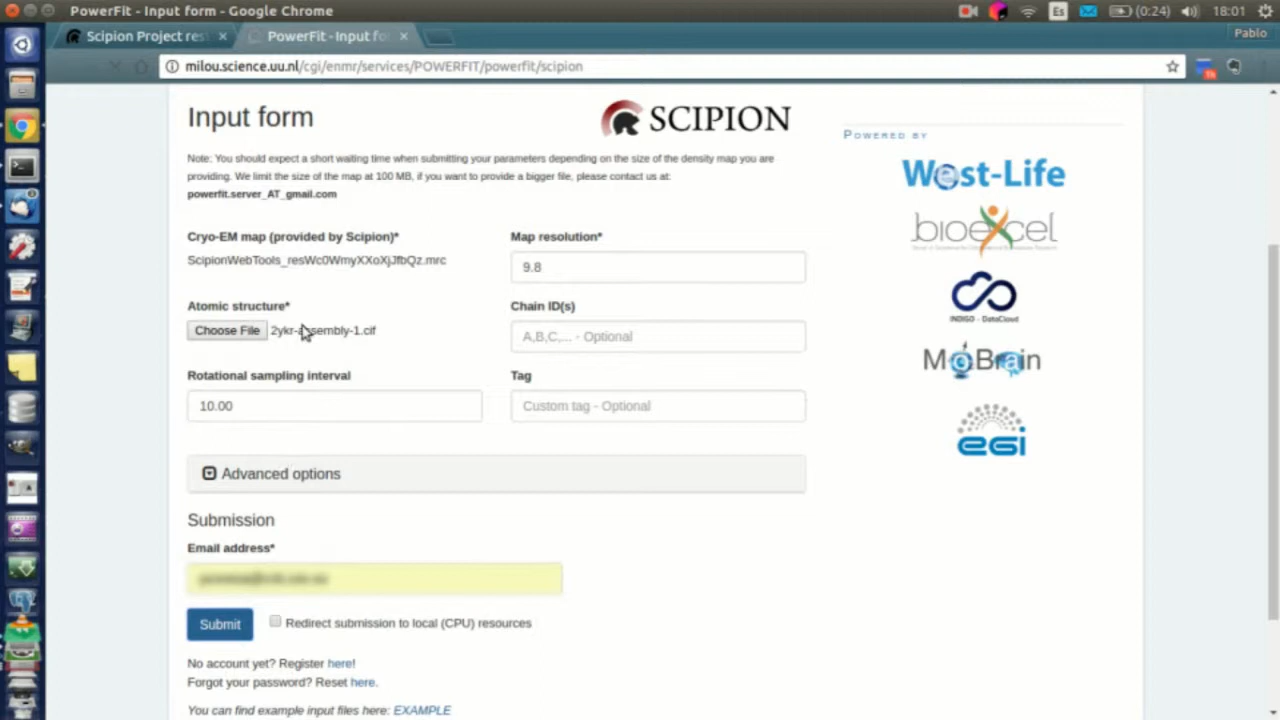 PowerFit - Input form - Google Chrome
Es
(0:24)
18:01
Scipion Project res
PowerFit - Input fo
Pablo
milou.science.uu.nl/cgi/enmr/services/POWERFIT/powerfit/scipion
Input form
SCIPION
POWERED BY
Note: You should expect a short waiting time when submitting your parameters depending on the size of the density map you are
providing. We limit the size of the map at 100 MB, if you want to provide a bigger file, please contact us at:
powerfit.server_AT_gmail.com
West-Life
bioexcel
Cryo-EM map (provided by Scipion)*
Map resolution*
ScipionWebTools_resWc0WmyXXoXjJfbQz.mrc
9.8
Atomic structure*
Chain ID(s)
INDIGO - DataCloud
Choose File
2ykr-assembly-1.cif
A,B,C,... - Optional
MoBrain
Rotational sampling interval
Tag
10.00
Custom tag - Optional
EGI
Advanced options
Submission
Email address*
Submit
Redirect submission to local (CPU) resources
No account yet? Register here!
Forgot your password? Reset here.
You can find example input files here: EXAMPLE